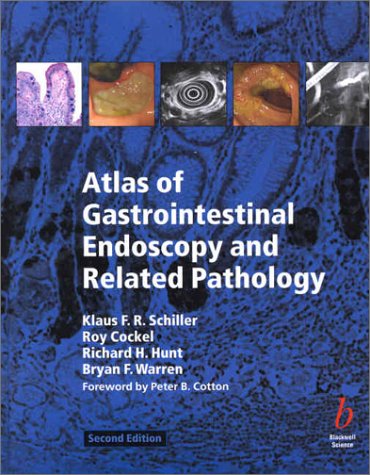 Atlas of
Gastrointestinal
Endoscopy and
Related Pathology
Klaus F. R. Schiller
Roy Cockel
Richard H. Hunt
Bryan F. Warren
Foreword by Peter B. Cotton
Second Edition
b
Blackwell
Science